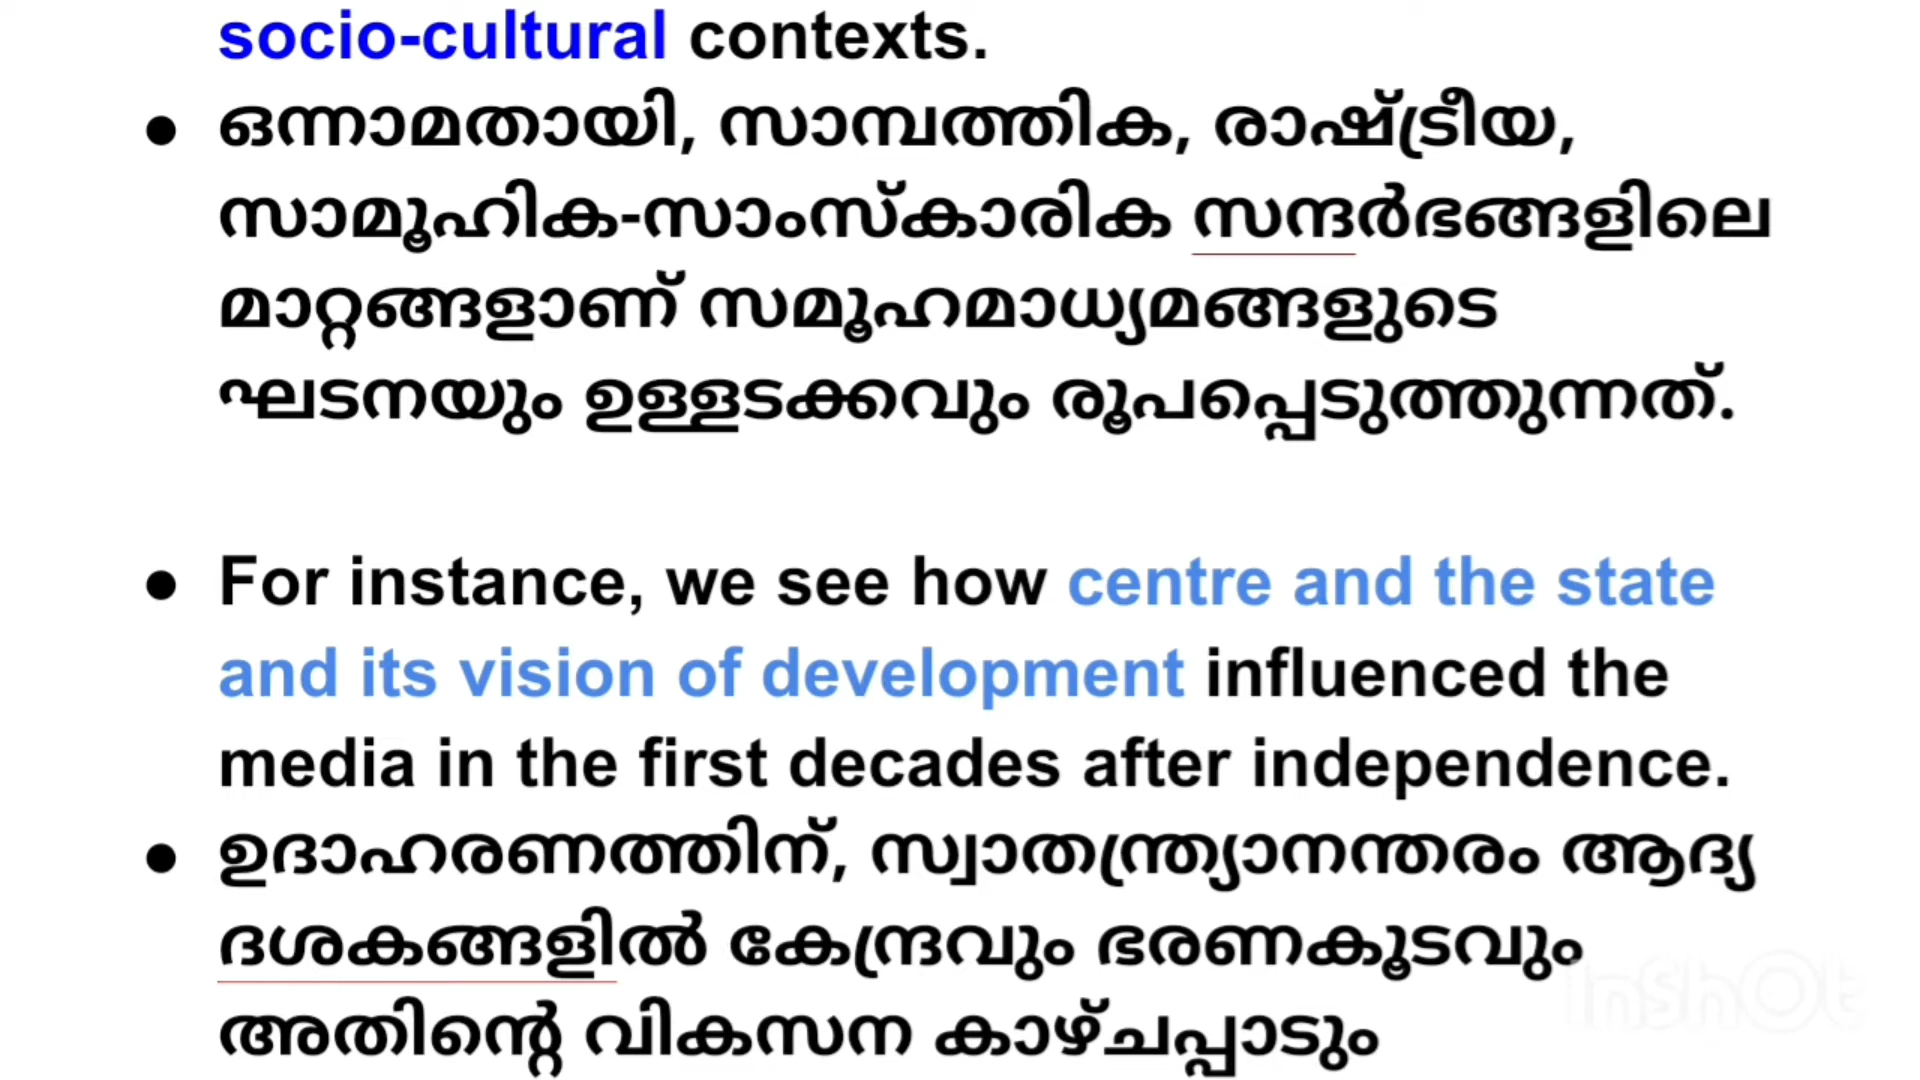 socio-cultural contexts.
● ഒന്നാമതായി, സാമ്പത്തിക, രാഷ്ട്രീയ,
സാമൂഹിക-സാംസ്കാരിക സന്ദർഭങ്ങളിലെ
മാറ്റങ്ങളാണ് സമൂഹമാധ്യമങ്ങളുടെ
ഘടനയും ഉള്ളടക്കവും രൂപപ്പെടുത്തുന്നത്.
● For instance, we see how centre and the state
and its vision of development influenced the
media in the first decades after independence.
● ഉദാഹരണത്തിന്, സ്വാതന്ത്ര്യാനന്തരം ആദ്യ
ദശകങ്ങളിൽ കേന്ദ്രവും ഭരണകൂടവും
അതിന്റെ വികസന കാഴ്ചപ്പാടും
InShOt